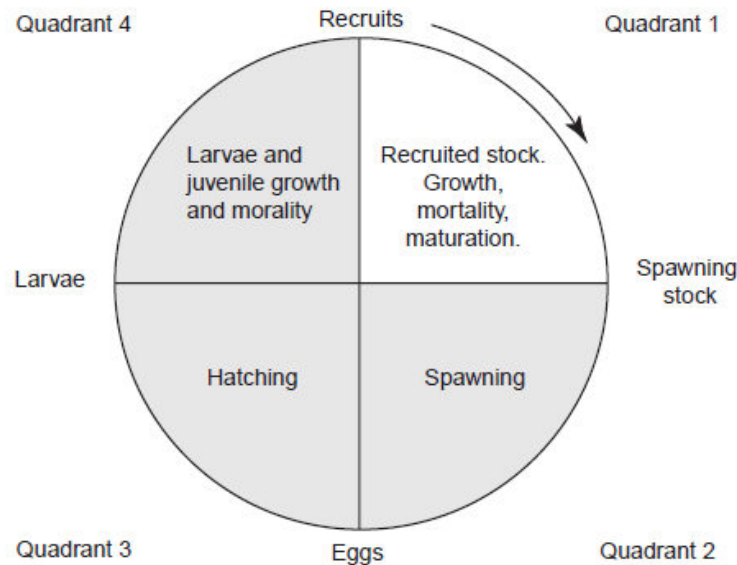 Quadrant 4
Recruits
Quadrant 1
Larvae and
juvenile growth
and morality
Recruited stock.
Growth,
mortality,
maturation.
Larvae
Spawning
stock
Hatching
Spawning
Quadrant 3
Eggs
Quadrant 2